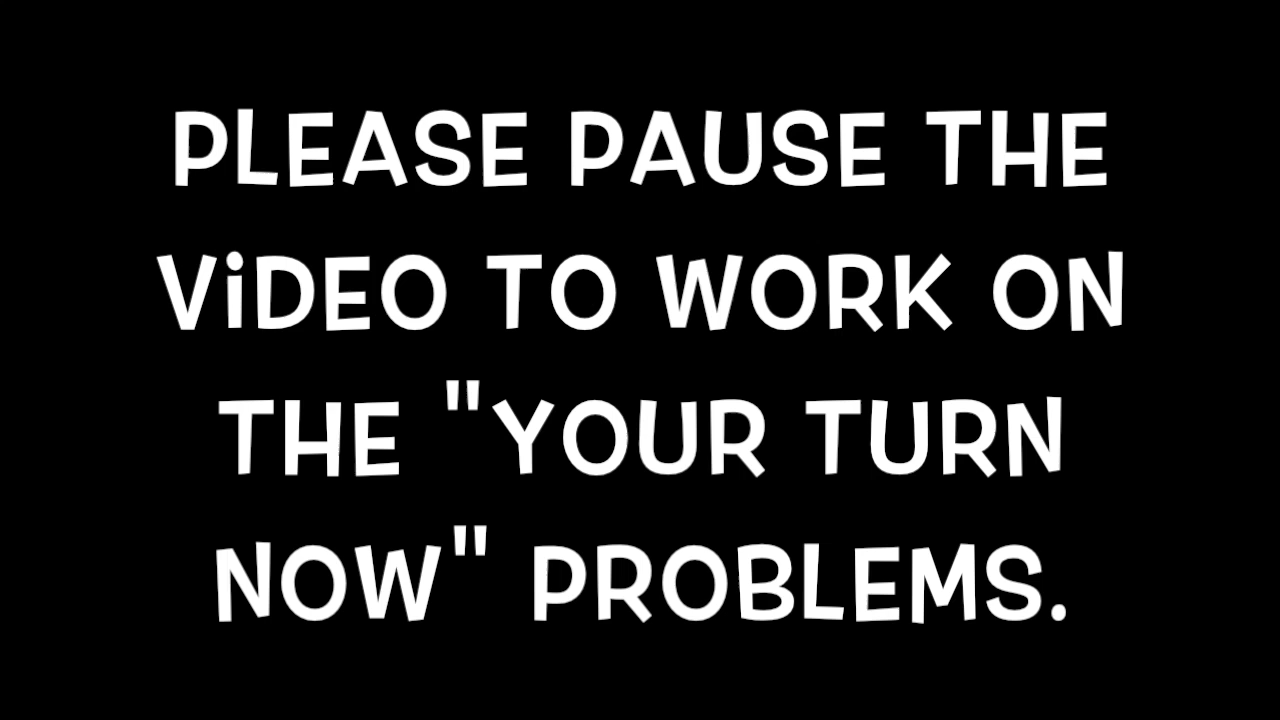 PLEASE PAUSE THE
ViDEO TO WORK ON
THE "YOUR TURN
NOW" PROBLEMS.